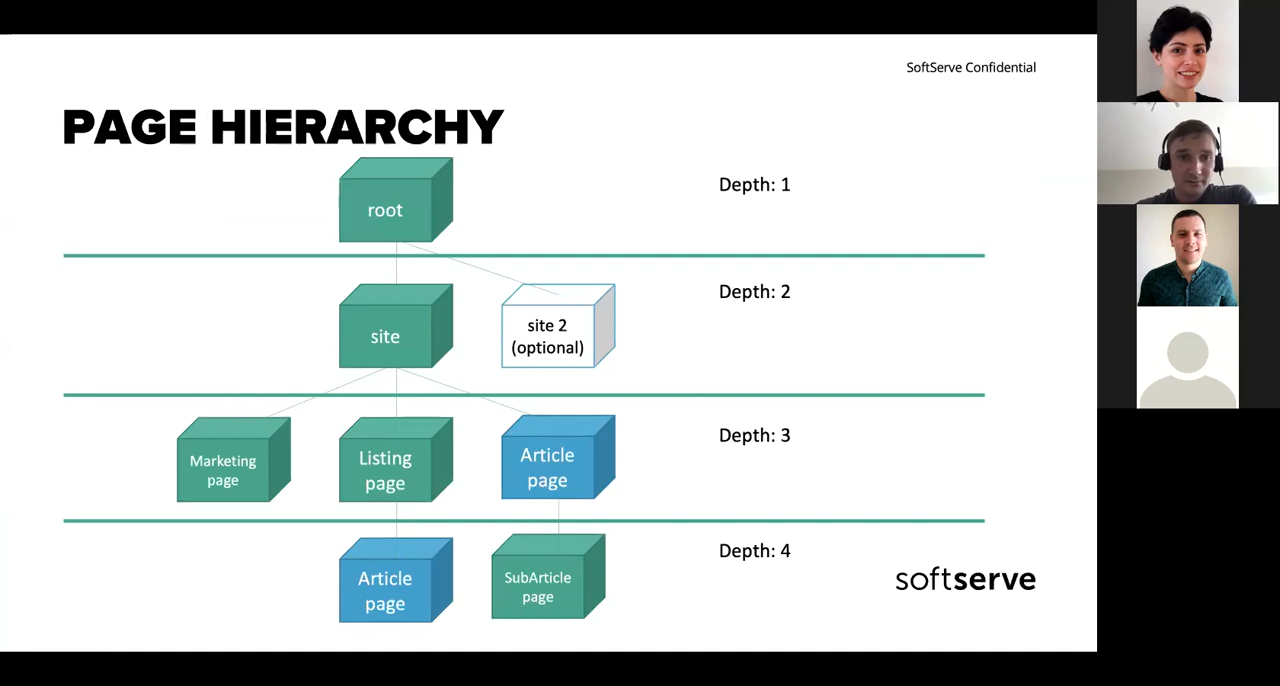 SoftServe Confidential
PAGE HIERARCHY
root
Depth: 1
site
site 2
(optional)
Depth: 2
Marketing
page
Listing
page
Article
page
Depth: 3
Article
page
SubArticle
page
Depth: 4
softserve